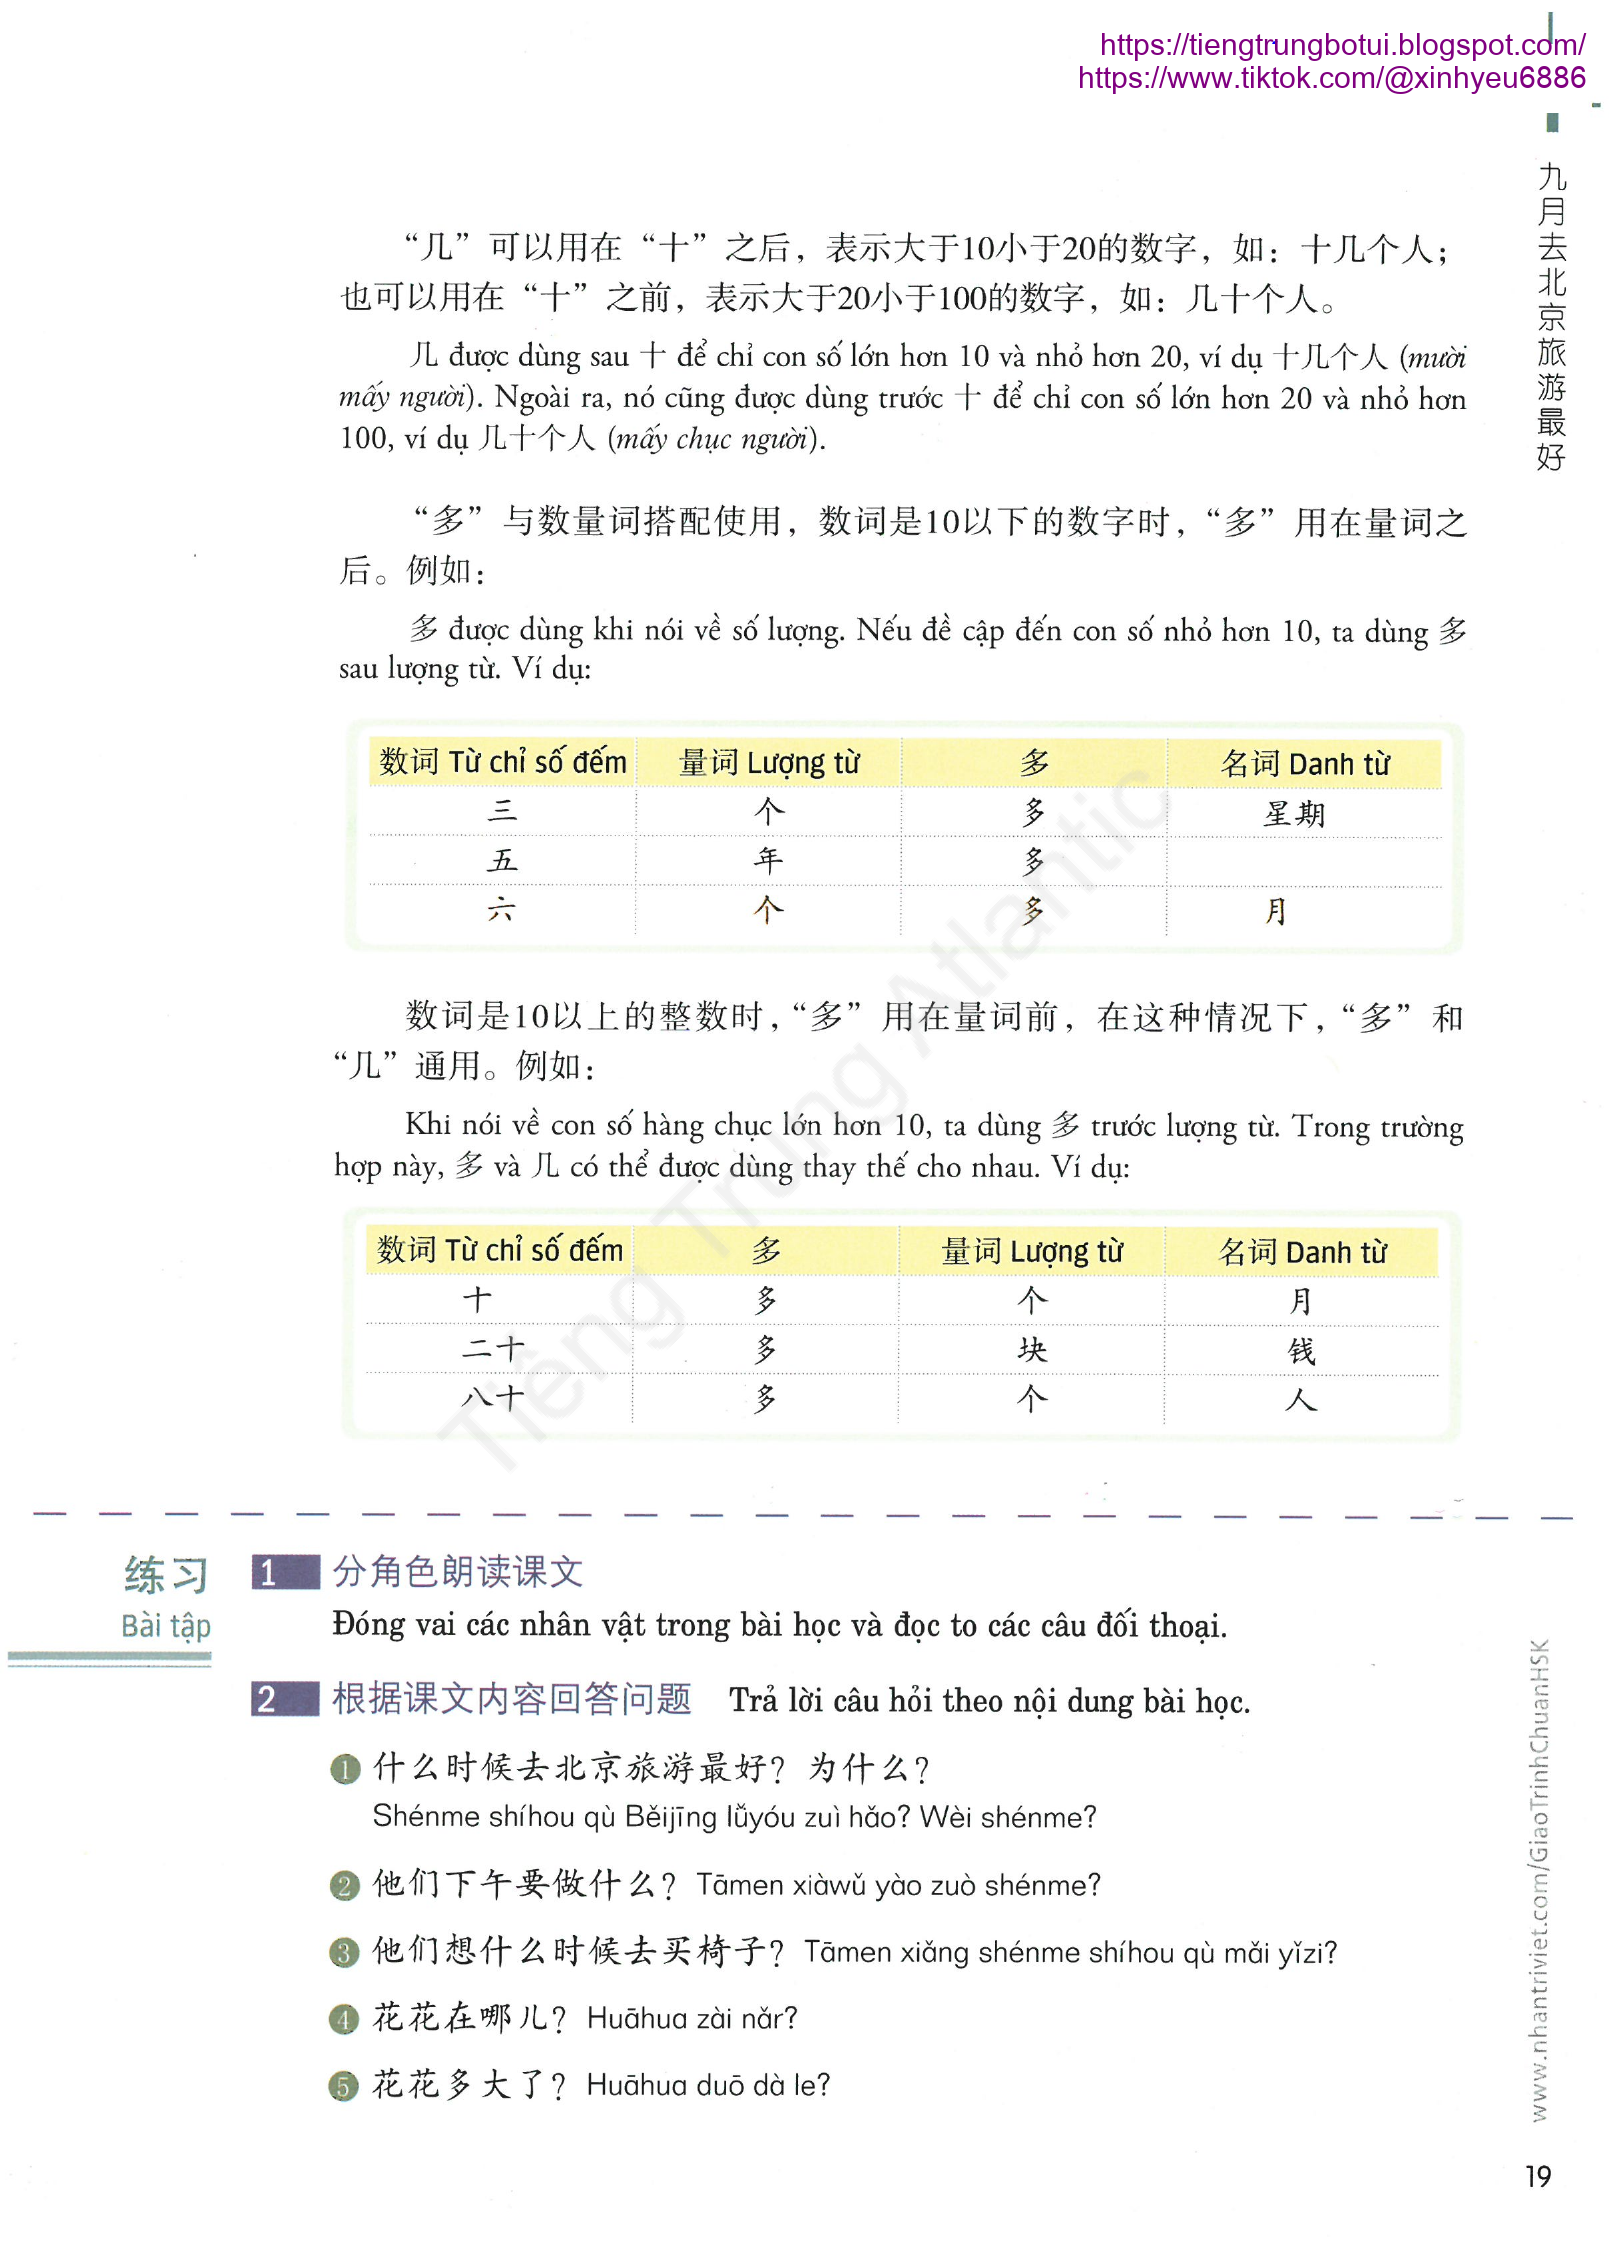 https://tiengtrungbotui.blogspot.com/
https://www.tiktok.com/@xinhyeu6886
九月去北京旅游最好
“几”可以用在“十”之后，表示大于10小于20的数字，如：十几个人；
也可以用在“十”之前，表示大于20小于100的数字，如：几十个人。
几 được dùng sau 十 để chỉ con số lớn hơn 10 và nhỏ hơn 20, ví dụ 十几个人 (mười
mấy người). Ngoài ra, nó cũng được dùng trước 十 để chỉ con số lớn hơn 20 và nhỏ hơn
100, ví dụ 几十个人 (mấy chục người).
“多”与数量词搭配使用，数词是10以下的数字时，“多”用在量词之
后。例如：
多 được dùng khi nói về số lượng. Nếu đề cập đến con số nhỏ hơn 10, ta dùng 多
sau lượng từ. Ví dụ:
数词 Từ chỉ số đếm 量词 Lượng từ 多 名词 Danh từ
三 个 多 星期
五 年 多
六 个 多 月
数词是10以上的整数时，“多”用在量词前，在这种情况下，“多”和
“几”通用。例如：
Khi nói về con số hàng chục lớn hơn 10, ta dùng 多 trước lượng từ. Trong trường
hợp này, 多 và 几 có thể được dùng thay thế cho nhau. Ví dụ:
数词 Từ chỉ số đếm 多 量词 Lượng từ 名词 Danh từ
十 多 个 月
二十 多 块 钱
八十 多 个 人
Tiếng Trung Atlantic
练习
Bài tập
1 分角色朗读课文
Đóng vai các nhân vật trong bài học và đọc to các câu đối thoại.
2 根据课文内容回答问题 Trả lời câu hỏi theo nội dung bài học.
1 什么时候去北京旅游最好？为什么？
Shénme shíhou qù Běijīng lǚyóu zuì hǎo? Wèi shénme?
2 他们下午要做什么？ Tāmen xiàwǔ yào zuò shénme?
3 他们想什么时候去买椅子？ Tāmen xiǎng shénme shíhou qù mǎi yǐzi?
4 花花在哪儿？ Huāhua zài nǎr?
5 花花多大了？ Huāhua duō dà le?
www.nhantriviet.com/GiaoTrinhChuanHSK
19